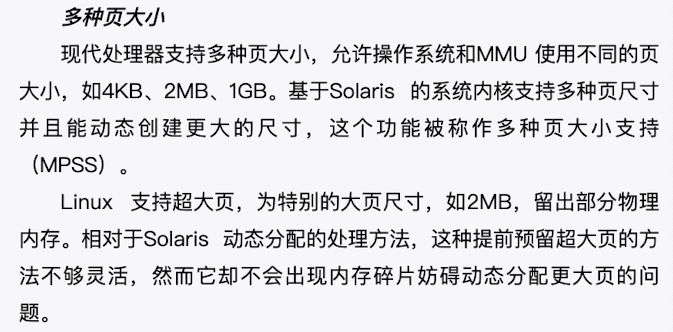 多种页大小
现代处理器支持多种页大小，允许操作系统和MMU 使用不同的页
大小，如4KB、2MB、1GB。基于Solaris 的系统内核支持多种页尺寸
并且能动态创建更大的尺寸，这个功能被称作多种页大小支持
（MPSS）。
Linux 支持超大页，为特别的大页尺寸，如2MB，留出部分物理
内存。相对于Solaris 动态分配的处理方法，这种提前预留超大页的方
法不够灵活，然而它却不会出现内存碎片妨碍动态分配更大页的问
题。